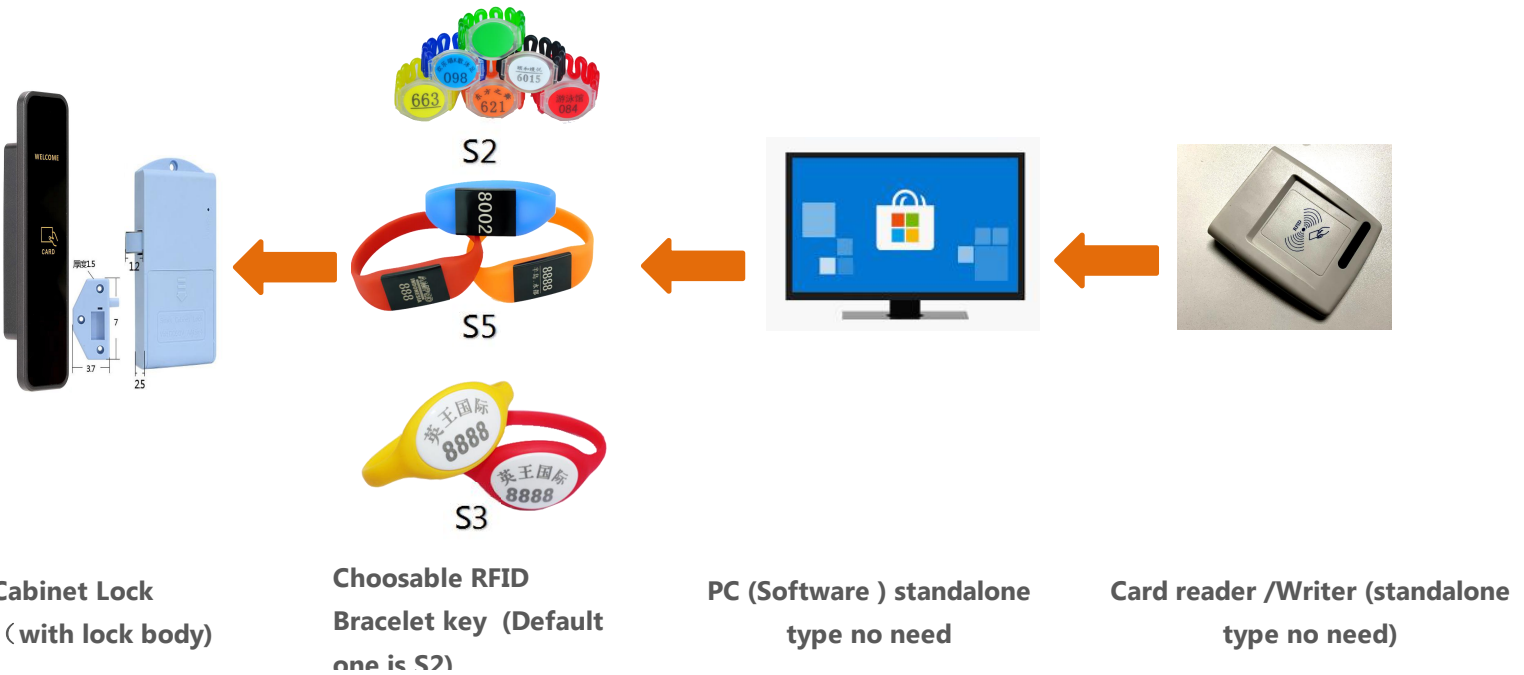 098
6015
663
621
084
S2
WELCOME
CARD
厚度1.5
12
7
3.7
25
8002
888
8888
S5
RFID
英王国际
8888
英王国际
8888
S3
Cabinet Lock
（with lock body)
Choosable RFID
Bracelet key (Default
one is S2)
PC (Software ) standalone
type no need
Card reader /Writer (standalone
type no need)